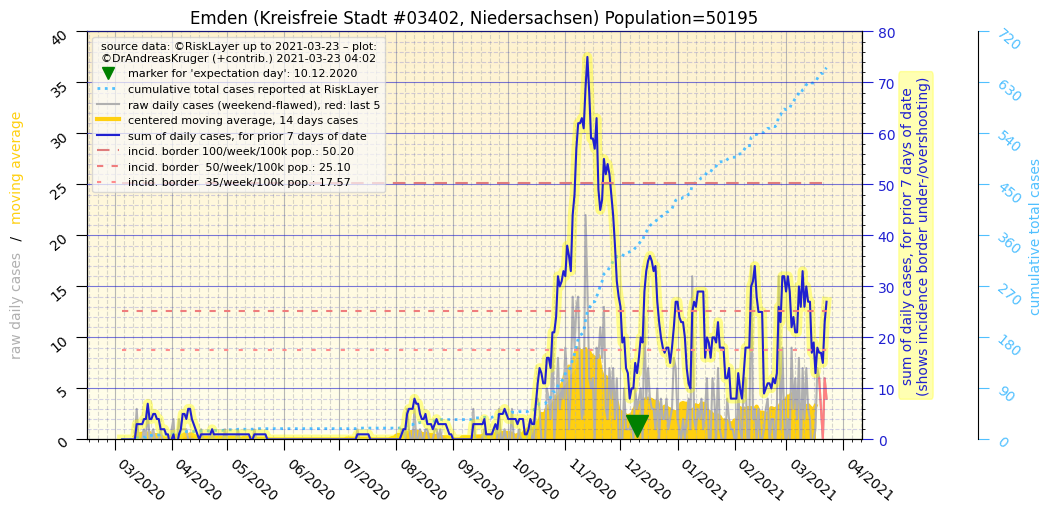 Emden (Kreisfreie Stadt #03402, Niedersachsen) Population=50195
source data: ©RiskLayer up to 2021-03-23 – plot:
©DrAndreasKruger (+contrib.) 2021-03-23 04:02
marker for 'expectation day': 10.12.2020
cumulative total cases reported at RiskLayer
raw daily cases (weekend-flawed), red: last 5
centered moving average, 14 days cases
sum of daily cases, for prior 7 days of date
incid. border 100/week/100k pop.: 50.20
incid. border  50/week/100k pop.: 25.10
incid. border  35/week/100k pop.: 17.57
raw daily cases / moving average
40
35
30
25
20
15
10
5
0
03/2020
04/2020
05/2020
06/2020
07/2020
08/2020
09/2020
10/2020
11/2020
12/2020
01/2021
02/2021
03/2021
04/2021
80
70
60
50
40
30
20
10
0
sum of daily cases, for prior 7 days of date
(shows incidence border under-/overshooting)
720
630
540
450
360
270
180
90
0
cumulative total cases